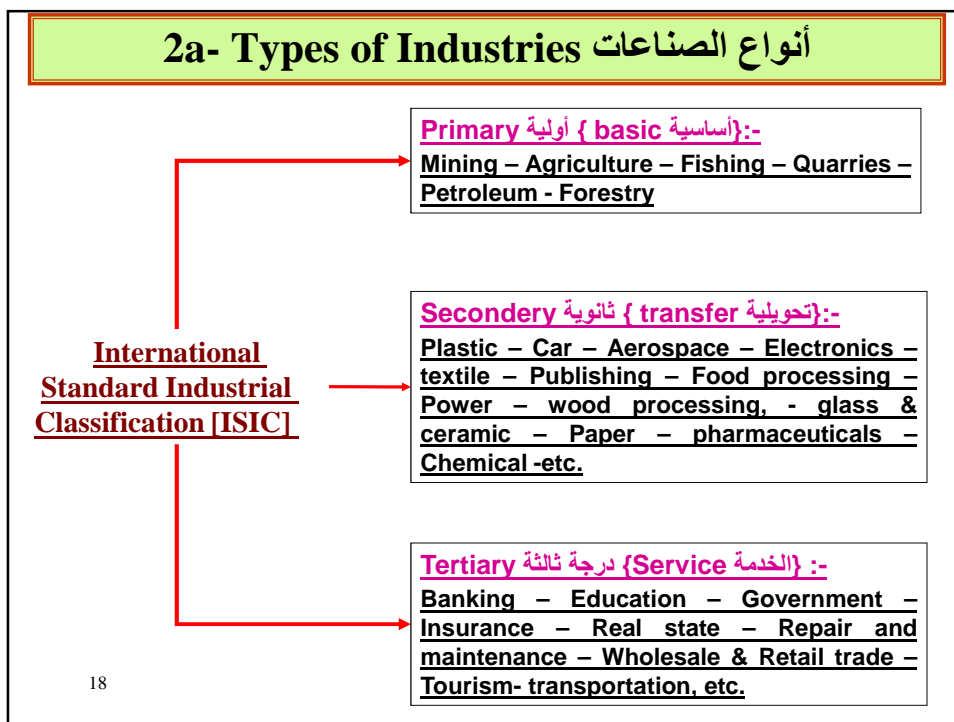 2a- Types of Industries أنواع الصناعات
Primary أولية { basic أساسية}:-
Mining – Agriculture – Fishing – Quarries –
Petroleum - Forestry
International
Standard Industrial
Classification [ISIC]
Secondery ثانوية { transfer تحويلية}:-
Plastic – Car – Aerospace – Electronics –
textile – Publishing – Food processing –
Power – wood processing, - glass &
ceramic – Paper – pharmaceuticals –
Chemical -etc.
Tertiary درجة ثالثة {Service الخدمة} :-
Banking – Education – Government –
Insurance – Real state – Repair and
maintenance – Wholesale & Retail trade –
Tourism- transportation, etc.
18